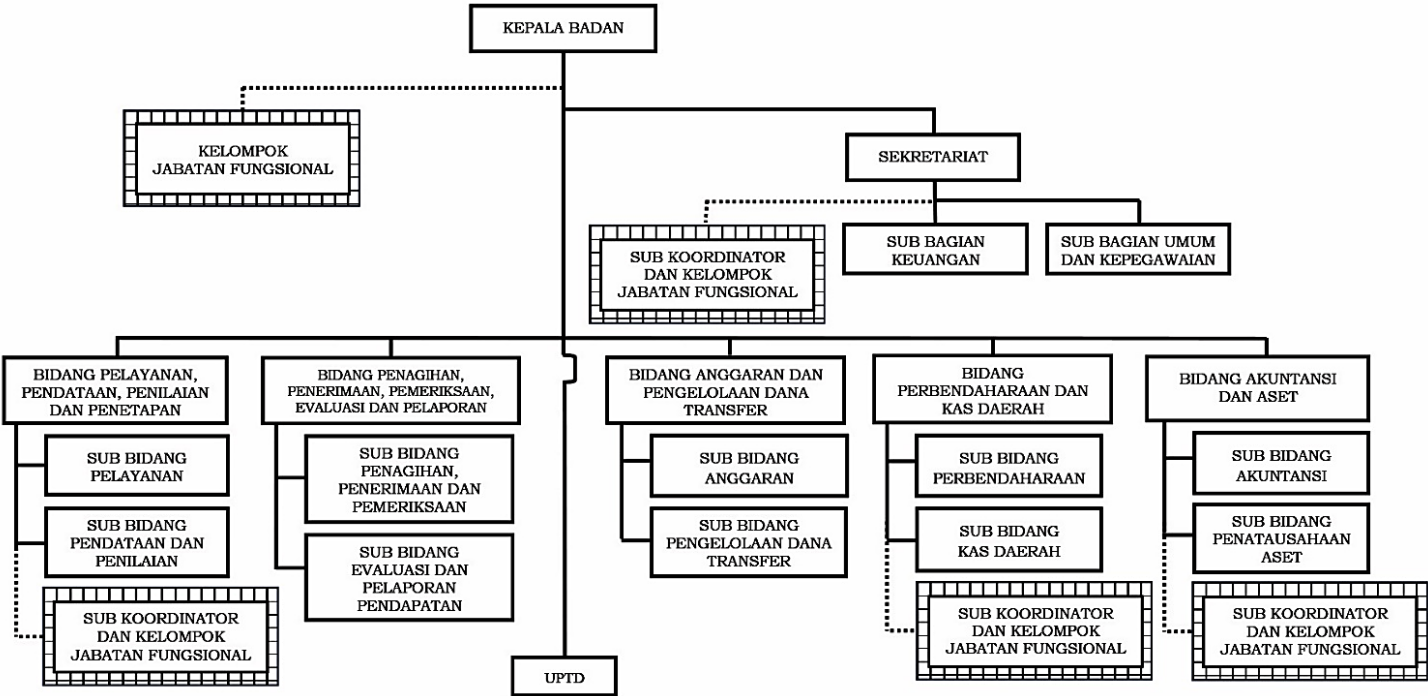 KEPALA BADAN
KELOMPOK
JABATAN FUNGSIONAL
SEKRETARIAT
SUB KOORDINATOR
DAN KELOMPOK
JABATAN FUNGSIONAL
SUB BAGIAN
KEUANGAN
SUB BAGIAN UMUM
DAN KEPEGAWAIAN
BIDANG PELAYANAN,
PENDATAAN, PENILAIAN
DAN PENETAPAN
SUB BIDANG
PELAYANAN
SUB BIDANG
PENDATAAN DAN
PENILAIAN
SUB KOORDINATOR
DAN KELOMPOK
JABATAN FUNGSIONAL
BIDANG PENAGIHAN,
PENERIMAAN, PEMERIKSAAN,
EVALUASI DAN PELAPORAN
SUB BIDANG
PENAGIHAN,
PENERIMAAN DAN
PEMERIKSAAN
SUB BIDANG
EVALUASI DAN
PELAPORAN
PENDAPATAN
BIDANG ANGGARAN DAN
PENGELOLAAN DANA
TRANSFER
SUB BIDANG
ANGGARAN
SUB BIDANG
PENGELOLAAN DANA
TRANSFER
BIDANG
PERBENDAHARAAN DAN
KAS DAERAH
SUB BIDANG
PERBENDAHARAAN
SUB BIDANG
KAS DAERAH
SUB KOORDINATOR
DAN KELOMPOK
JABATAN FUNGSIONAL
BIDANG AKUNTANSI
DAN ASET
SUB BIDANG
AKUNTANSI
SUB BIDANG
PENATAUSAHAAN
ASET
SUB KOORDINATOR
DAN KELOMPOK
JABATAN FUNGSIONAL
UPTD